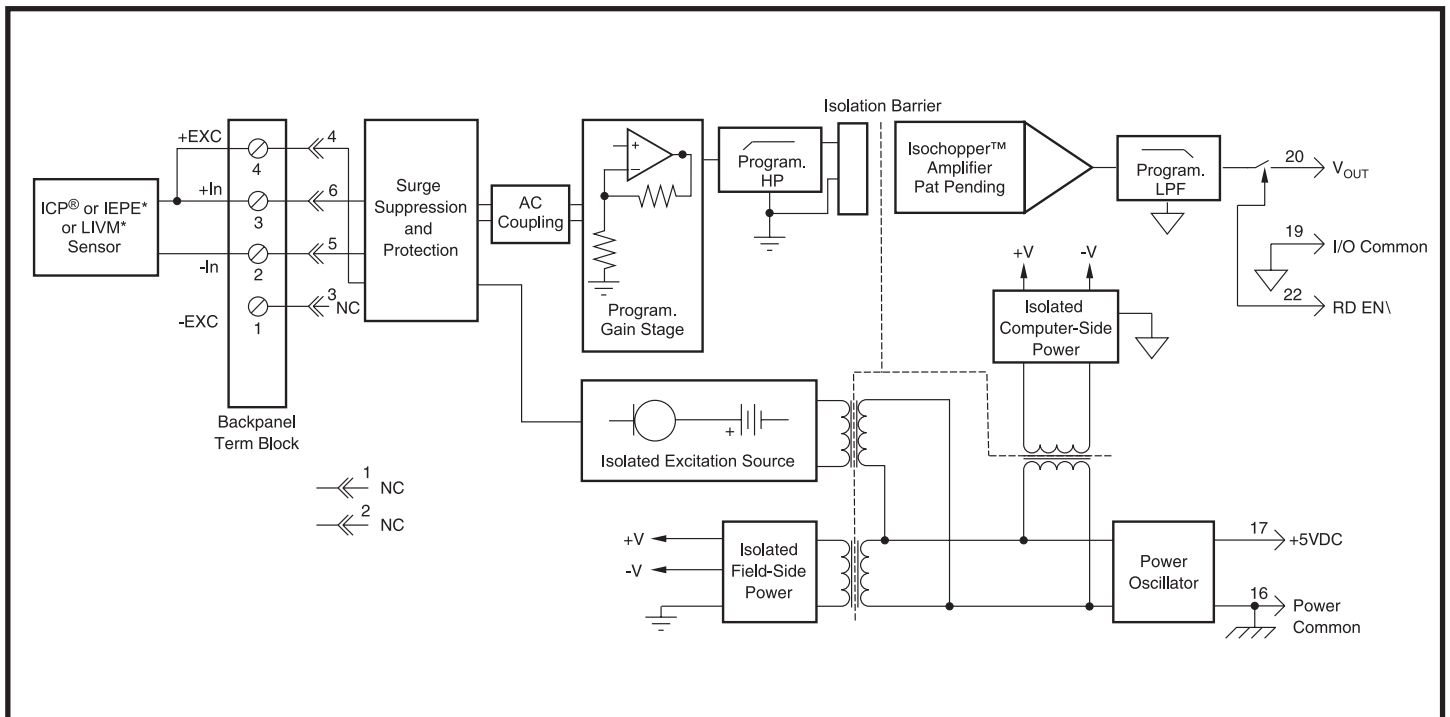 Isolation Barrier
+EXC
4
4
+In
6
3
ICP® or IEPE*
or LIVM*
Sensor
-In
5
2
3
NC
-EXC
1
Backpanel
Term Block
1
NC
2
NC
Surge
Suppression
and
Protection
AC
Coupling
+
−
Program.
Gain Stage
Program.
HP
Isochopper™
Amplifier
Pat Pending
Program.
LPF
20
VOUT
19
I/O Common
22
RD EN\
+V
-V
Isolated
Computer-Side
Power
+
Isolated Excitation Source
+V
-V
Isolated
Field-Side
Power
Power
Oscillator
17
+5VDC
16
Power
Common